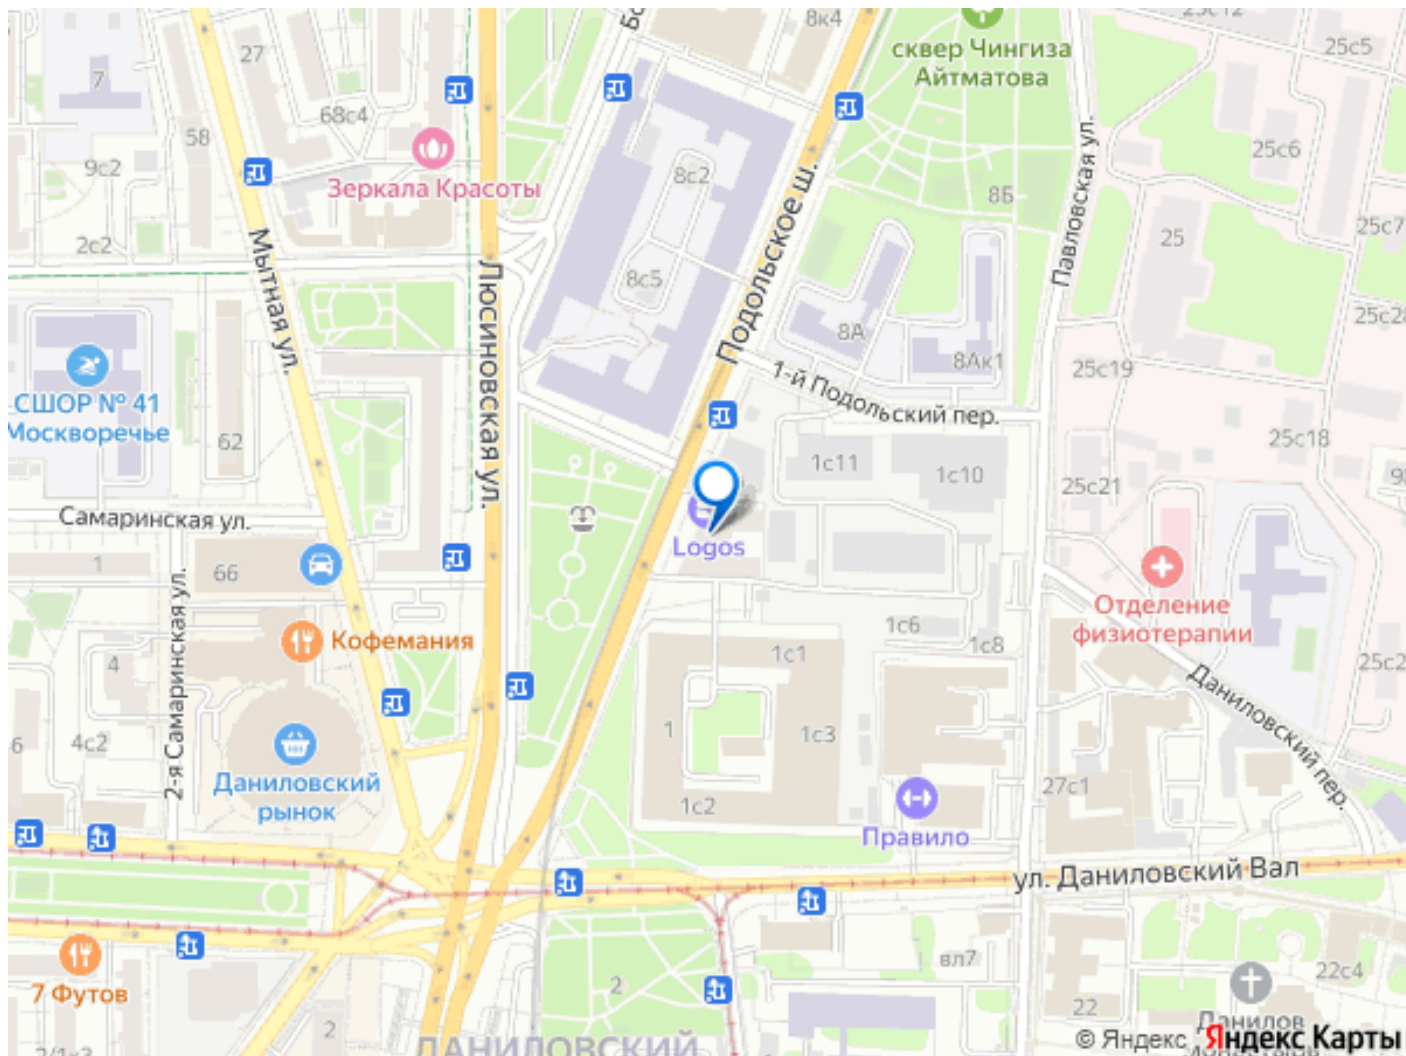 8к4
25с12
сквер Чингиза
Айтматова
25с5
27
7
68с4
58
9с2
Зеркала Красоты
8с2
Подольское ш.
8Б
Павловская ул.
25с6
25
25с7
2с2
Мытная ул.
Люсиновская ул.
8с5
8А
8Ак1
25с28
25с19
1-й Подольский пер.
СШОР № 41
Москворечье
62
25с18
1с11
1с10
25с21
Самаринская ул.
Logos
1
66
2-я Самаринская ул.
Отделение
физиотерапии
Кофемания
1с6
1с8
4
1с1
Даниловский пер.
6
4с2
1
1с3
Даниловский
рынок
1с2
27с1
Правило
ул. Даниловский Вал
7 Футов
2
вл7
22с4
22
2
ДАНИЛОВСКИЙ
Данилов
© Яндекс Яндекс Карты